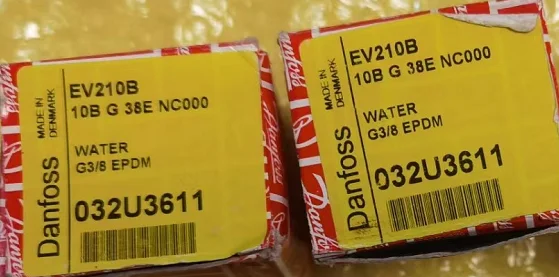 EV210B
10B G 38E NC000
WATER
G3/8 EPDM
032U3611
Danfoss
MADE IN
DENMARK
EV210B
10B G 38E NC000
WATER
G3/8 EPDM
032U3611
Danfoss
MADE IN
DENMARK
Danfoss